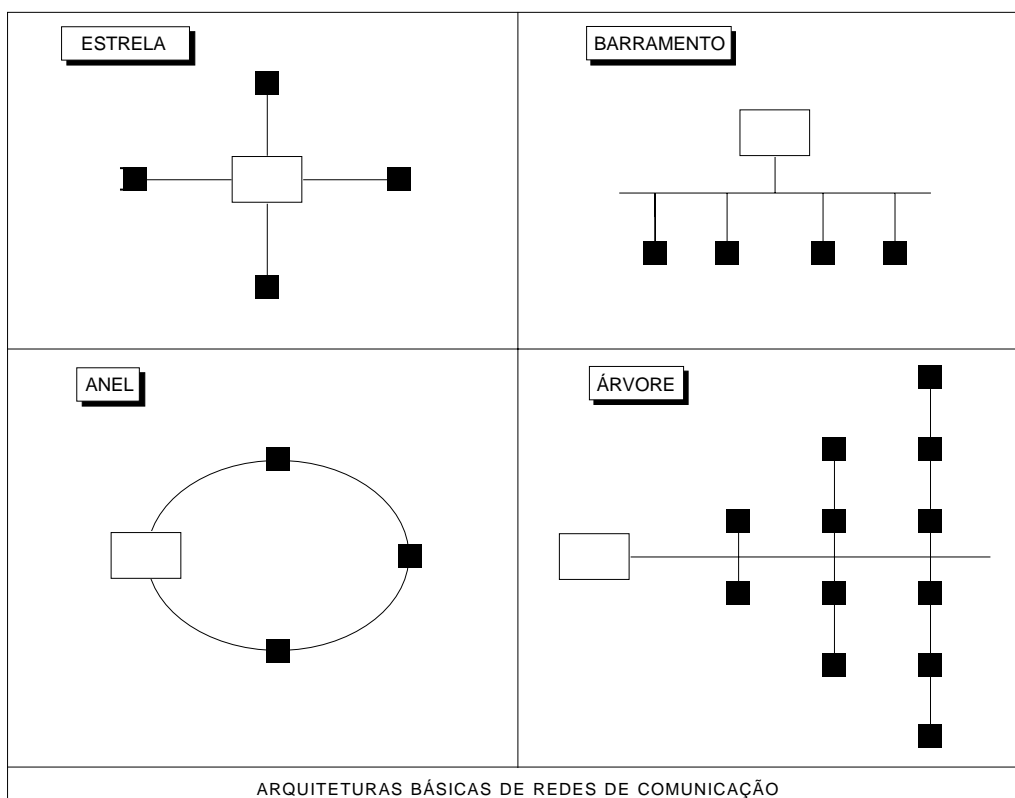 ESTRELA
BARRAMENTO
ANEL
ÁRVORE
ARQUITETURAS BÁSICAS DE REDES DE COMUNICAÇÃO